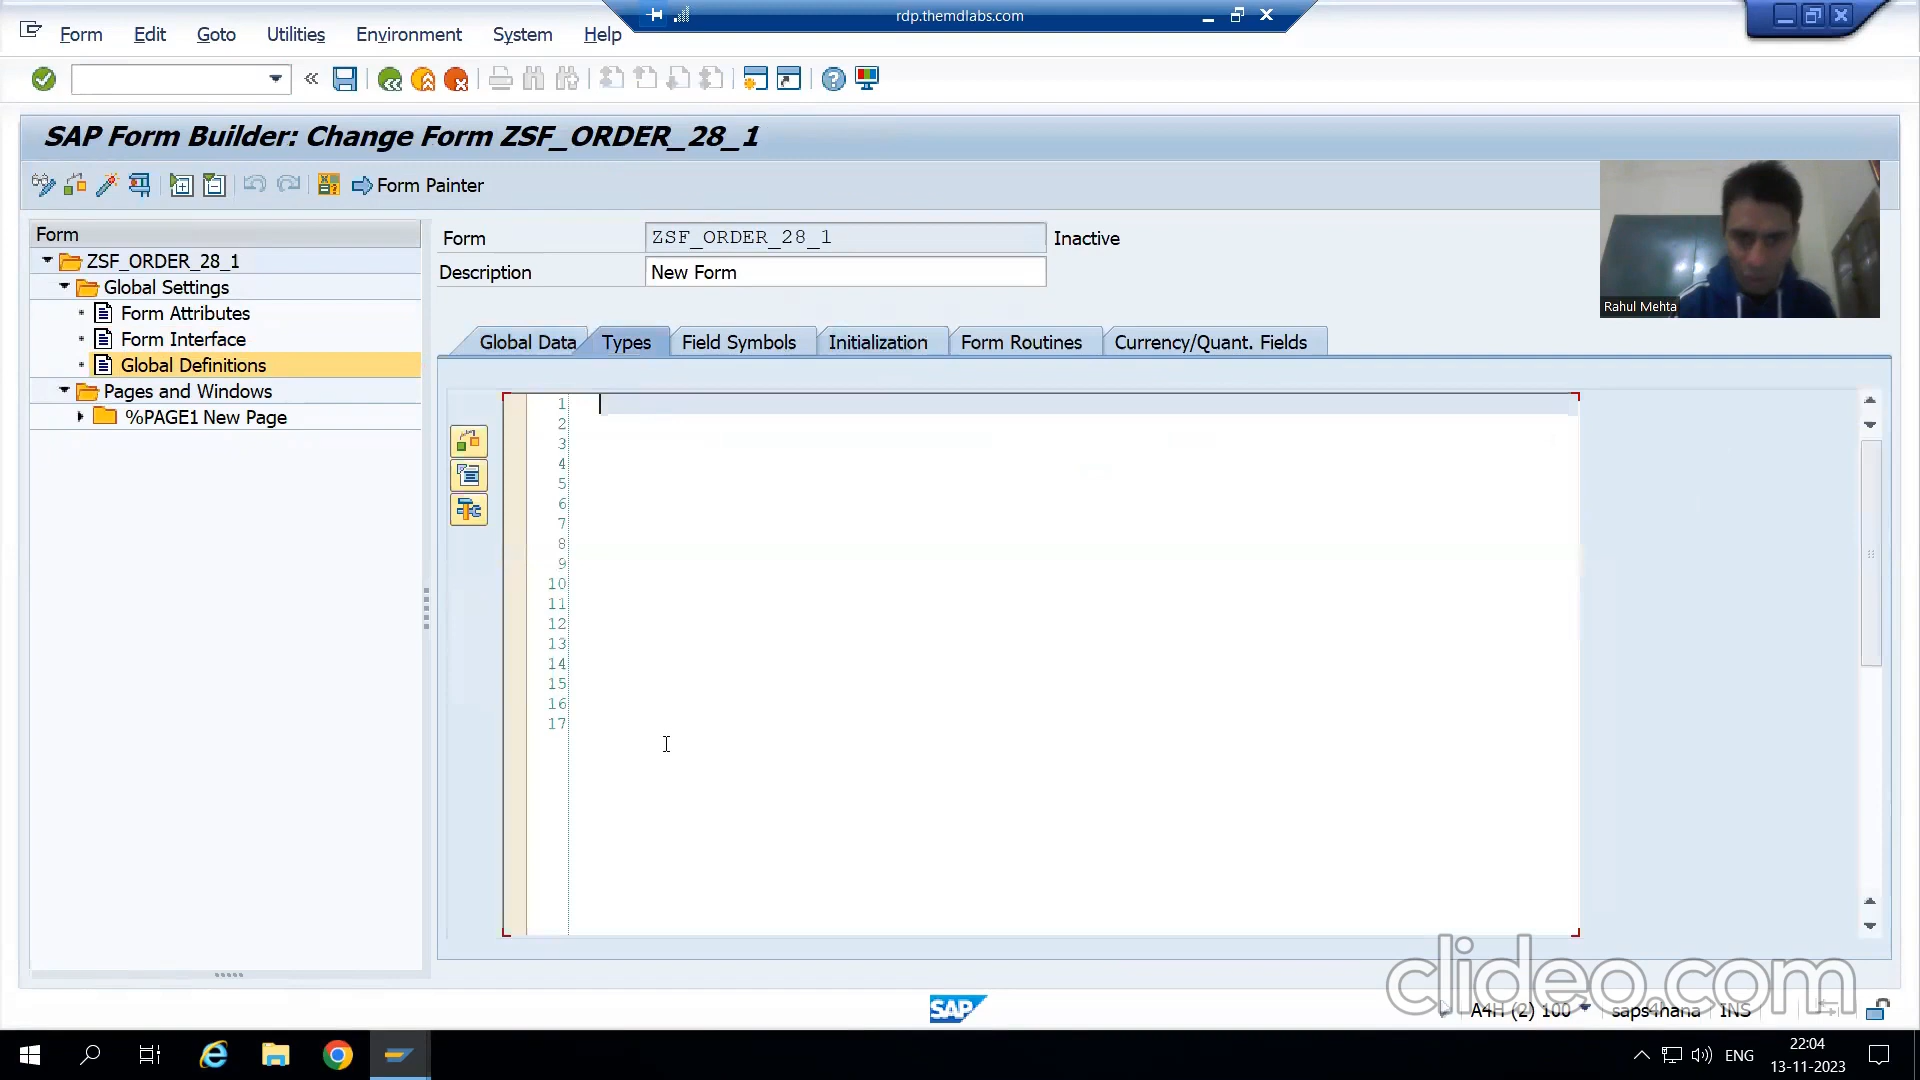 rdp.themdlabs.com
Form Edit Goto Utilities Environment System Help
SAP Form Builder: Change Form ZSF_ORDER_28_1
Form Painter
Form
ZSF_ORDER_28_1
Global Settings
Form Attributes
Form Interface
Global Definitions
Pages and Windows
%PAGE1 New Page
Form ZSF_ORDER_28_1 Inactive
Description New Form
Rahul Mehta
Global Data Types Field Symbols Initialization Form Routines Currency/Quant. Fields
1
2
3
4
5
6
7
8
9
10
11
12
13
14
15
16
17
clideo.com
SAP
A4H (2) 100 saps4hana INS
ENG
22:04
13-11-2023